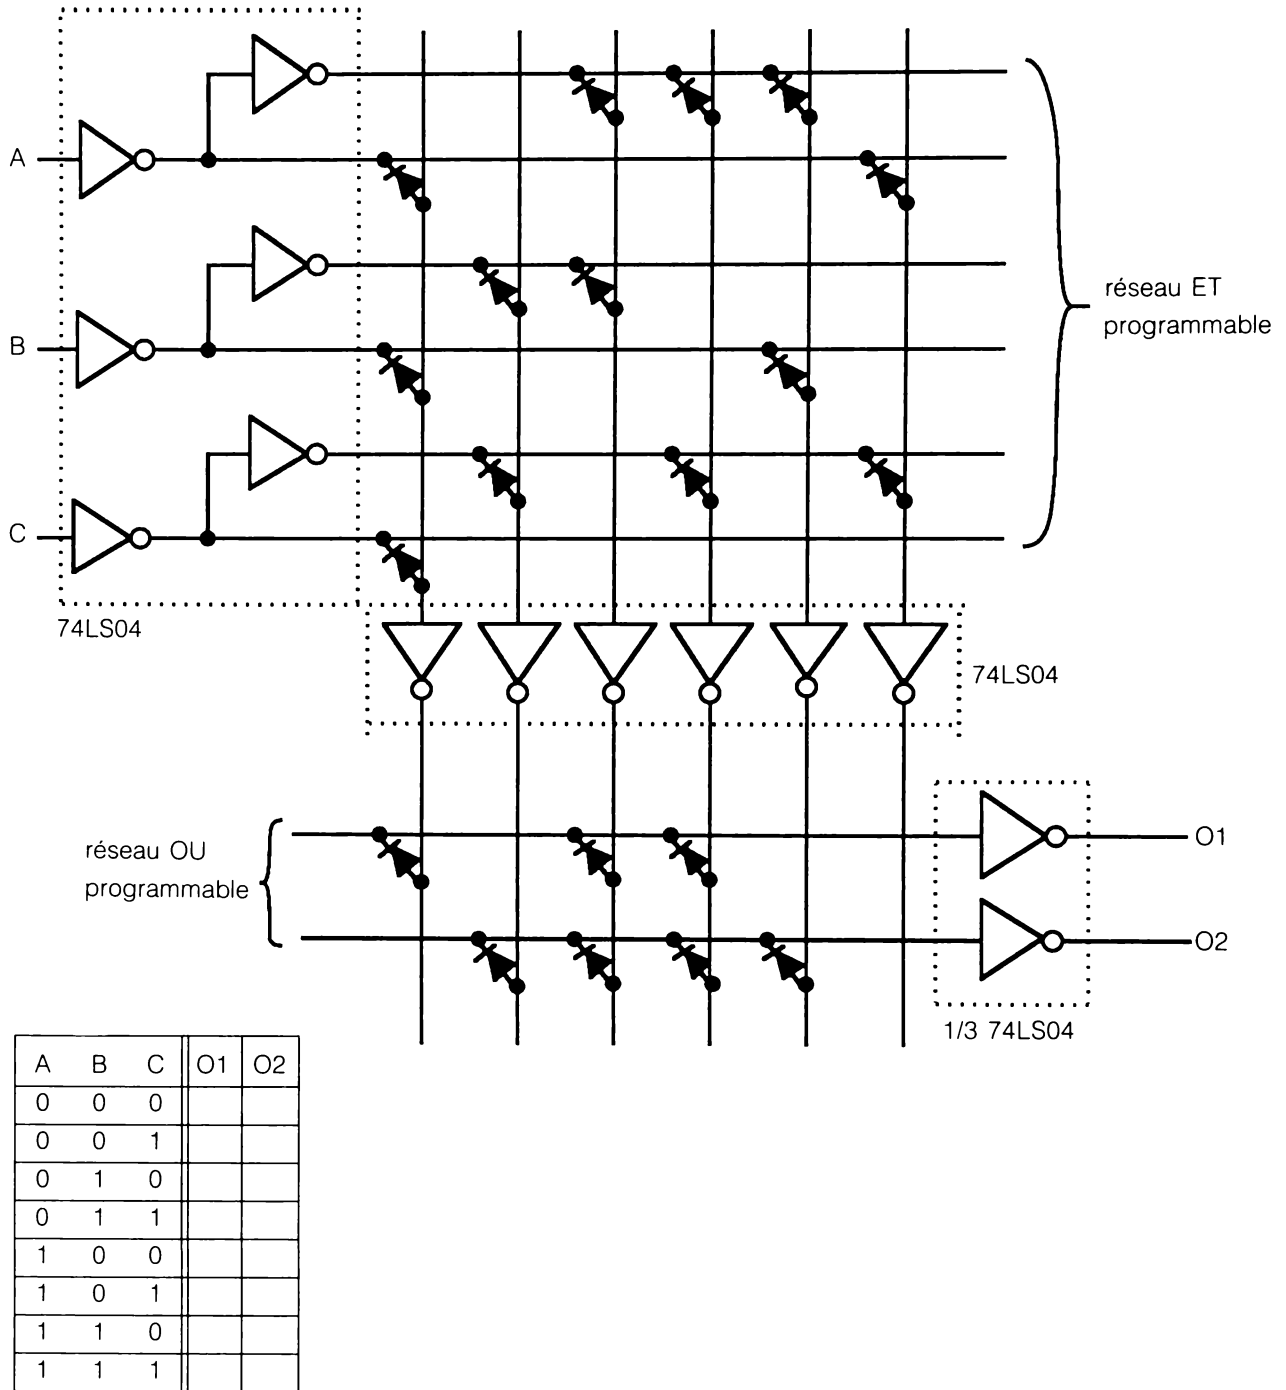 A
B
C
réseau ET
programmable
74LS04
74LS04
réseau OU
programmable
O1
O2
1/3 74LS04
A B C O1 O2
0 0 0
0 0 1
0 1 0
0 1 1
1 0 0
1 0 1
1 1 0
1 1 1